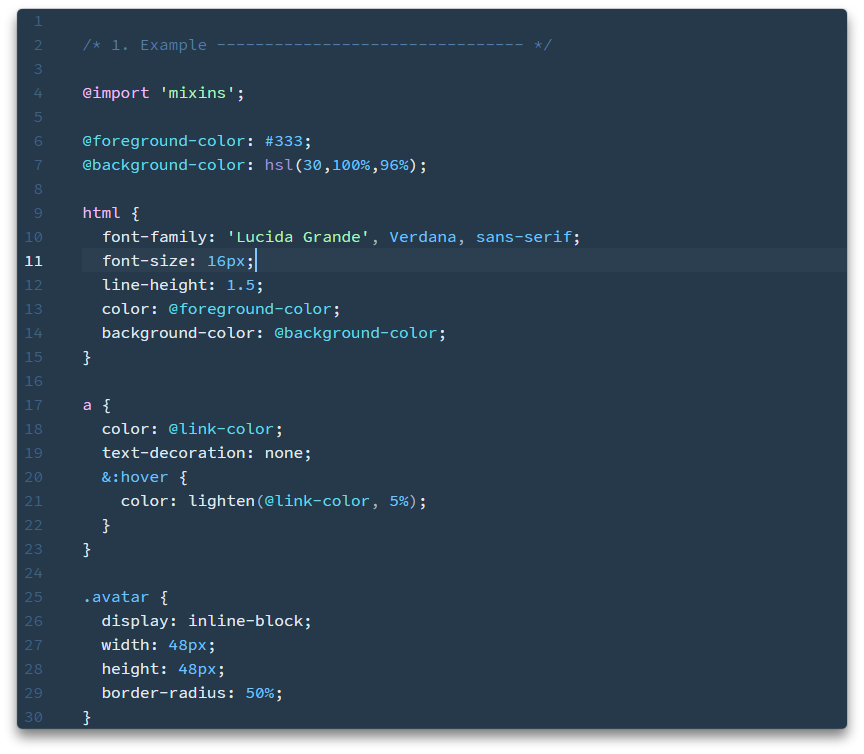 1
2 /* 1. Example -------------------------------- */
3
4 @import 'mixins';
5
6 @foreground-color: #333;
7 @background-color: hsl(30,100%,96%);
8
9 html {
10   font-family: 'Lucida Grande', Verdana, sans-serif;
11   font-size: 16px;
12   line-height: 1.5;
13   color: @foreground-color;
14   background-color: @background-color;
15 }
16
17 a {
18   color: @link-color;
19   text-decoration: none;
20   &:hover {
21     color: lighten(@link-color, 5%);
22   }
23 }
24
25 .avatar {
26   display: inline-block;
27   width: 48px;
28   height: 48px;
29   border-radius: 50%;
30 }